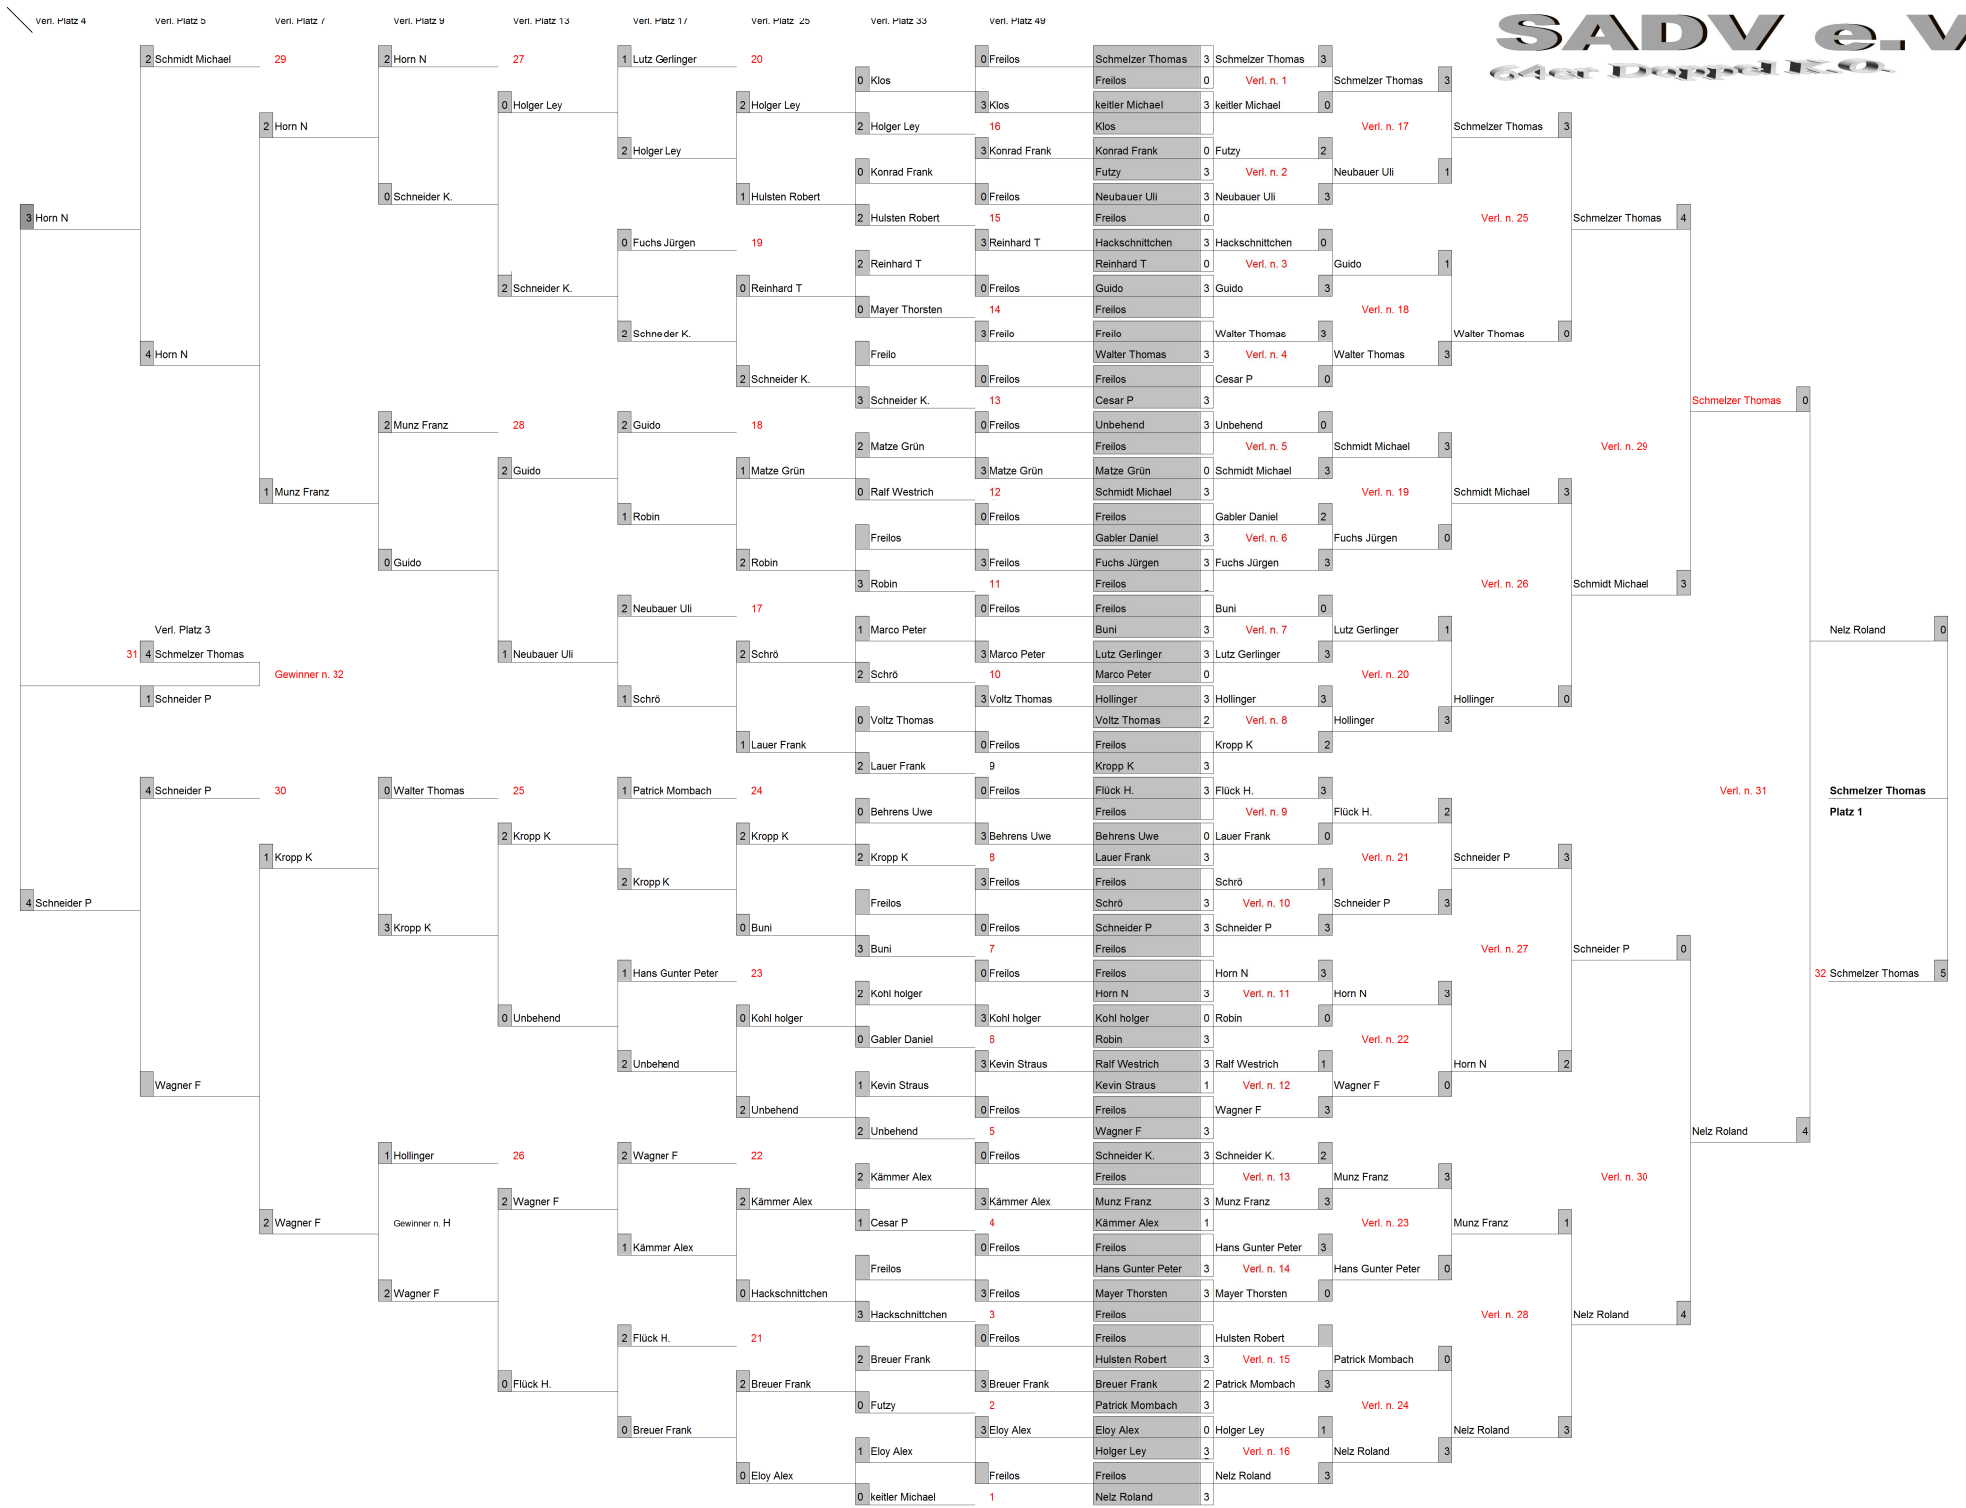 Verl. Platz 4 Verl. Platz 5 Verl. Platz 7 Verl. Platz 9 Verl. Platz 13 Verl. Platz 17 Verl. Platz 25 Verl. Platz 33 Verl. Platz 49
SADV e.V
64er Doppel K.O.
2 Schmidt Michael 29 2 Horn N 27 1 Lutz Gerlinger 20 0 Freilos Schmelzer Thomas 3 Schmelzer Thomas 3
0 Klos Freilos 0 Verl. n. 1 Schmelzer Thomas 3
0 Holger Ley 2 Holger Ley 3 Klos keitler Michael 3 keitler Michael 0
2 Horn N 2 Holger Ley 16 Klos Verl. n. 17 Schmelzer Thomas 3
2 Holger Ley 3 Konrad Frank Konrad Frank 0 Futzy 2
0 Konrad Frank Futzy 3 Verl. n. 2 Neubauer Uli 1
0 Schneider K. 1 Hulsten Robert 0 Freilos Neubauer Uli 3 Neubauer Uli 3
3 Horn N 2 Hulsten Robert 15 Freilos 0 Verl. n. 25 Schmelzer Thomas 4
0 Fuchs Jürgen 19 3 Reinhard T Hackschnittchen 3 Hackschnittchen 0
2 Reinhard T Reinhard T 0 Verl. n. 3 Guido 1
2 Schneider K. 0 Reinhard T 0 Freilos Guido 3 Guido 3
0 Mayer Thorsten 14 Freilos Verl. n. 18
2 Schneder K. 3 Freilo Freilo Walter Thomas 3 Walter Thomas 0
4 Horn N Freilo Walter Thomas 3 Verl. n. 4 Walter Thomas 3
2 Schneider K. 0 Freilos Freilos Cesar P 0
3 Schneider K. 13 Cesar P 3 Schmelzer Thomas 0
2 Munz Franz 28 2 Guido 18 0 Freilos Unbehend 3 Unbehend 0
2 Matze Grün Freilos Verl. n. 5 Schmidt Michael 3 Verl. n. 29
2 Guido 1 Matze Grün 3 Matze Grün Matze Grün 0 Schmidt Michael 3
1 Munz Franz 0 Ralf Westrich 12 Schmidt Michael 3 Verl. n. 19 Schmidt Michael 3
1 Robin 0 Freilos Freilos Gabler Daniel 2
Freilos Gabler Daniel 3 Verl. n. 6 Fuchs Jürgen 0
0 Guido 2 Robin 3 Freilos Fuchs Jürgen 3 Fuchs Jürgen 3
3 Robin 11 Freilos Verl. n. 26 Schmidt Michael 3
2 Neubauer Uli 17 0 Freilos Freilos Buni 0
Verl. Platz 3 1 Marco Peter Buni 3 Verl. n. 7 Lutz Gerlinger 1 Nelz Roland 0
31 4 Schmelzer Thomas 1 Neubauer Uli 2 Schrö 3 Marco Peter Lutz Gerlinger 3 Lutz Gerlinger 3
Gewinner n. 32 2 Schrö 10 Marco Peter 0 Verl. n. 20
1 Schneider P 1 Schrö 3 Voltz Thomas Hollinger 3 Hollinger 3 Hollinger 0
0 Voltz Thomas Voltz Thomas 2 Verl. n. 8 Hollinger 3
1 Lauer Frank 0 Freilos Freilos Kropp K 2
2 Lauer Frank 9 Kropp K 3
4 Schneider P 30 0 Walter Thomas 25 1 Patrick Mombach 24 0 Freilos Flück H. 3 Flück H. 3 Verl. n. 31 Schmelzer Thomas
0 Behrens Uwe Freilos Verl. n. 9 Flück H. 2 Platz 1
2 Kropp K 2 Kropp K 3 Behrens Uwe Behrens Uwe 0 Lauer Frank 0
1 Kropp K 2 Kropp K 8 Lauer Frank 3 Verl. n. 21 Schneider P 3
2 Kropp K 3 Freilos Freilos Schrö 1
4 Schneider P Freilos Schrö 3 Verl. n. 10 Schneider P 3
3 Kropp K 0 Buni 0 Freilos Schneider P 3 Schneider P 3
3 Buni 7 Freilos Verl. n. 27 Schneider P 0
1 Hans Gunter Peter 23 0 Freilos Freilos Horn N 3 32 Schmelzer Thomas 5
2 Kohl holger Horn N 3 Verl. n. 11 Horn N 3
0 Unbehend 0 Kohl holger 3 Kohl holger Kohl holger 0 Robin 0
0 Gabler Daniel 6 Robin 3 Verl. n. 22
2 Unbehend 3 Kevin Straus Ralf Westrich 3 Ralf Westrich 1 Horn N 2
Wagner F 1 Kevin Straus Kevin Straus 1 Verl. n. 12 Wagner F 0
2 Unbehend 0 Freilos Freilos Wagner F 3
2 Unbehend 5 Wagner F 3 Nelz Roland 4
1 Hollinger 26 2 Wagner F 22 0 Freilos Schneider K. 3 Schneider K. 2
2 Kämmer Alex Freilos Verl. n. 13 Munz Franz 3 Verl. n. 30
2 Wagner F 2 Kämmer Alex 3 Kämmer Alex Munz Franz 3 Munz Franz 3
2 Wagner F Gewinner n. H 1 Cesar P 4 Kämmer Alex 1 Verl. n. 23 Munz Franz 1
1 Kämmer Alex 0 Freilos Freilos Hans Gunter Peter 3
Freilos Hans Gunter Peter 3 Verl. n. 14 Hans Gunter Peter 0
2 Wagner F 0 Hackschnittchen 3 Freilos Mayer Thorsten 3 Mayer Thorsten 0
3 Hackschnittchen 3 Freilos Verl. n. 28 Nelz Roland 4
2 Flück H. 21 0 Freilos Freilos Hulsten Robert
2 Breuer Frank Hulsten Robert 3 Verl. n. 15 Patrick Mombach 0
0 Flück H. 2 Breuer Frank 3 Breuer Frank Breuer Frank 2 Patrick Mombach 3
0 Futzy 2 Patrick Mombach 3 Verl. n. 24
0 Breuer Frank 3 Eloy Alex Eloy Alex 0 Holger Ley 1 Nelz Roland 3
1 Eloy Alex Holger Ley 3 Verl. n. 16 Nelz Roland 3
0 Eloy Alex Freilos Freilos Nelz Roland 3
0 keitler Michael 1 Nelz Roland 3